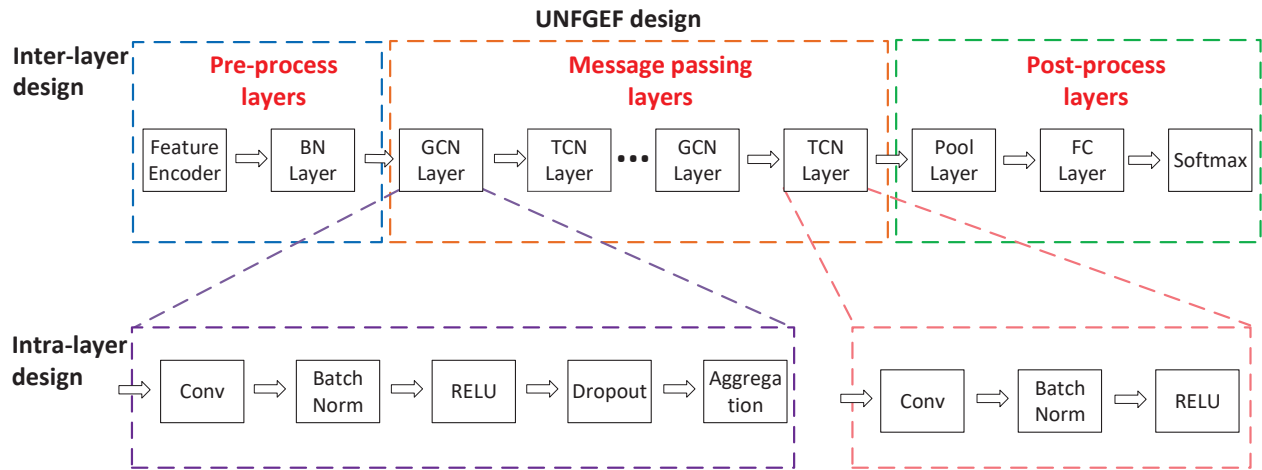 UNFGEF design
Inter-layer
design
Pre-process
layers
Message passing
layers
Post-process
layers
Feature
Encoder
BN
Layer
GCN
Layer
TCN
Layer
GCN
Layer
TCN
Layer
Pool
Layer
FC
Layer
Softmax
Intra-layer
design
Conv
Batch
Norm
RELU
Dropout
Aggrega
tion
Conv
Batch
Norm
RELU